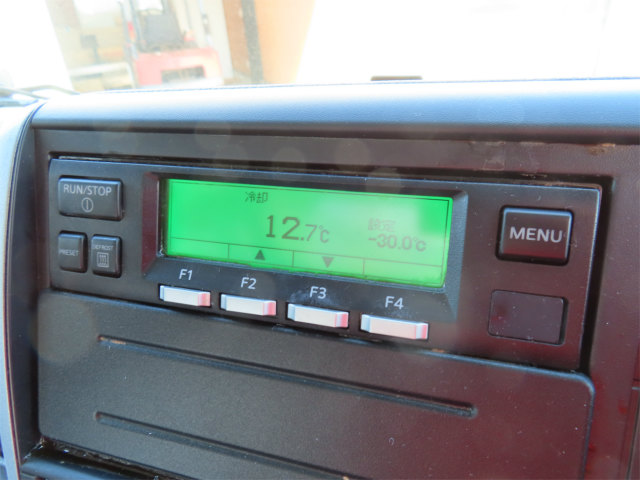 RUN/STOP
冷却
12.7℃
設定
-30.0℃
PRESET
DEFROST
▲
▼
F1
F2
F3
F4
MENU